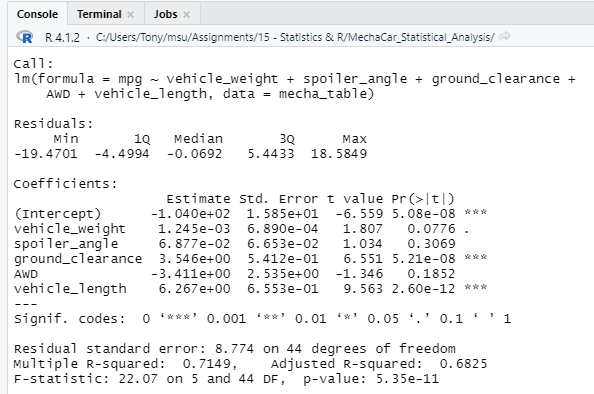 Console Terminal × Jobs ×
R 4.1.2 · C:/Users/Tony/msu/Assignments/15 - Statistics & R/MechaCar_Statistical_Analysis/
Call:
lm(formula = mpg ~ vehicle_weight + spoiler_angle + ground_clearance +
    AWD + vehicle_length, data = mecha_table)
Residuals:
     Min       1Q   Median       3Q      Max
-19.4701  -4.4994  -0.0692   5.4433  18.5849
Coefficients:
                   Estimate Std. Error t value Pr(>|t|)
(Intercept)      -1.040e+02  1.585e+01  -6.559 5.08e-08 ***
vehicle_weight    1.245e-03  6.890e-04   1.807   0.0776 .
spoiler_angle     6.877e-02  6.653e-02   1.034   0.3069
ground_clearance  3.546e+00  5.412e-01   6.551 5.21e-08 ***
AWD              -3.411e+00  2.535e+00  -1.346   0.1852
vehicle_length    6.267e+00  6.553e-01   9.563 2.60e-12 ***
---
Signif. codes:  0 ‘***’ 0.001 ‘**’ 0.01 ‘*’ 0.05 ‘.’ 0.1 ‘ ’ 1
Residual standard error: 8.774 on 44 degrees of freedom
Multiple R-squared:  0.7149,    Adjusted R-squared:  0.6825
F-statistic: 22.07 on 5 and 44 DF,  p-value: 5.35e-11